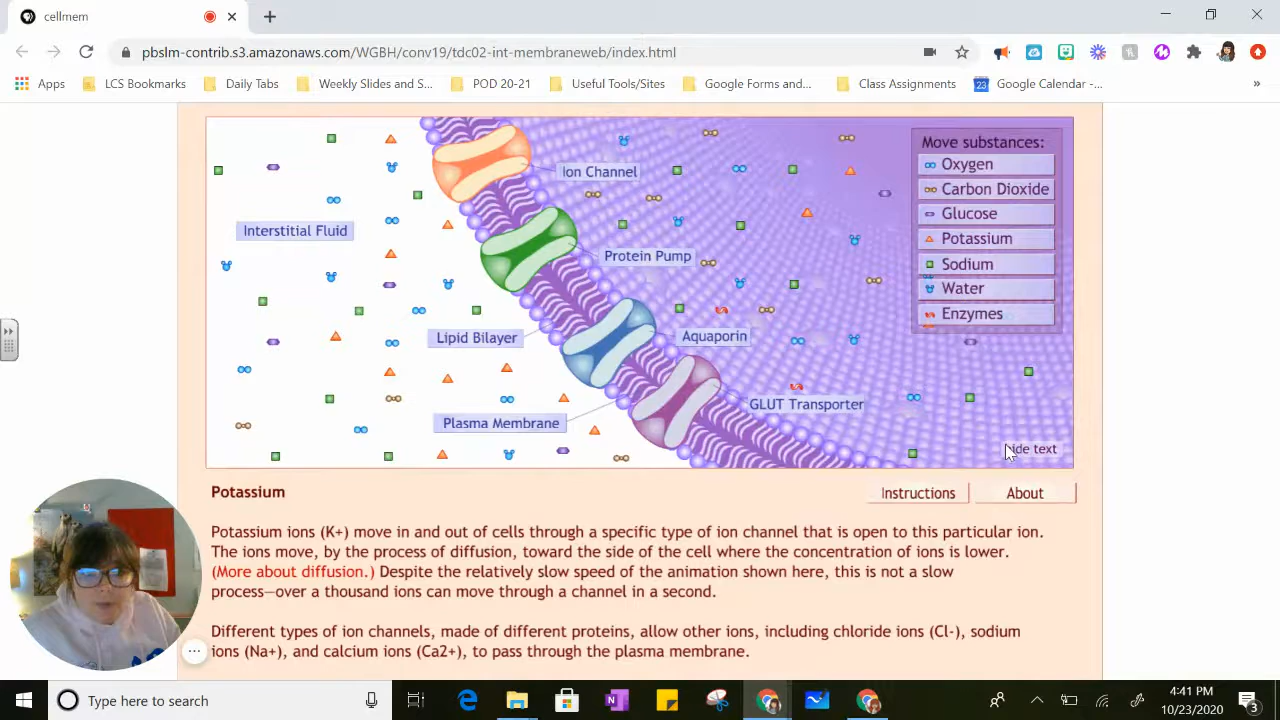 cellmem
pbslm-contrib.s3.amazonaws.com/WGBH/conv19/tdc02-int-membraneweb/index.html
Apps LCS Bookmarks Daily Tabs Weekly Slides and S... POD 20-21 Useful Tools/Sites Google Forms and... Class Assignments Google Calendar -... »
Move substances:
Oxygen
Carbon Dioxide
Glucose
Potassium
Sodium
Water
Enzymes
Ion Channel
Interstitial Fluid
Protein Pump
Lipid Bilayer
Aquaporin
GLUT Transporter
Plasma Membrane
ide text
Potassium
Instructions
About
Potassium ions (K+) move in and out of cells through a specific type of ion channel that is open to this particular ion.
The ions move, by the process of diffusion, toward the side of the cell where the concentration of ions is lower.
(More about diffusion.) Despite the relatively slow speed of the animation shown here, this is not a slow
process—over a thousand ions can move through a channel in a second.
Different types of ion channels, made of different proteins, allow other ions, including chloride ions (Cl-), sodium
ions (Na+), and calcium ions (Ca2+), to pass through the plasma membrane.
Type here to search
4:41 PM
10/23/2020
3